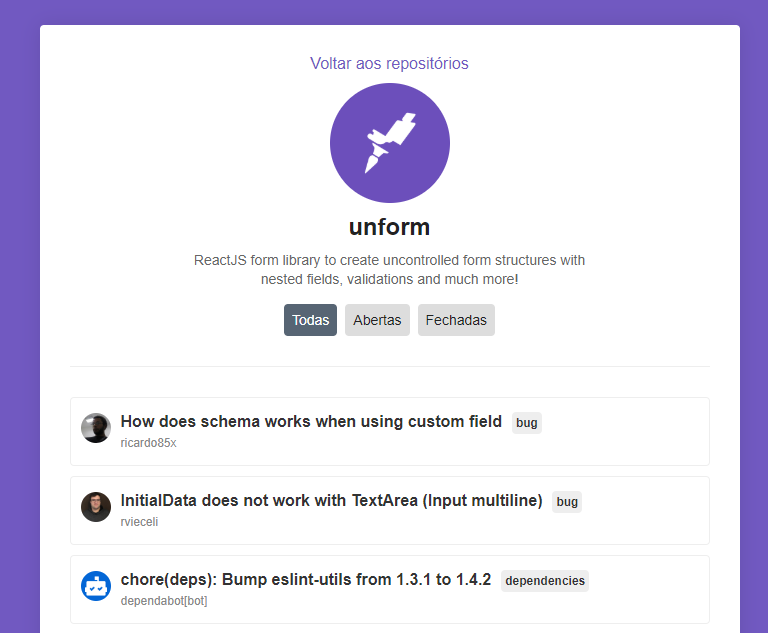 Voltar aos repositórios
unform
ReactJS form library to create uncontrolled form structures with
nested fields, validations and much more!
Todas Abertas Fechadas
How does schema works when using custom field bug
ricardo85x
InitialData does not work with TextArea (Input multiline) bug
rvieceli
chore(deps): Bump eslint-utils from 1.3.1 to 1.4.2 dependencies
dependabot[bot]